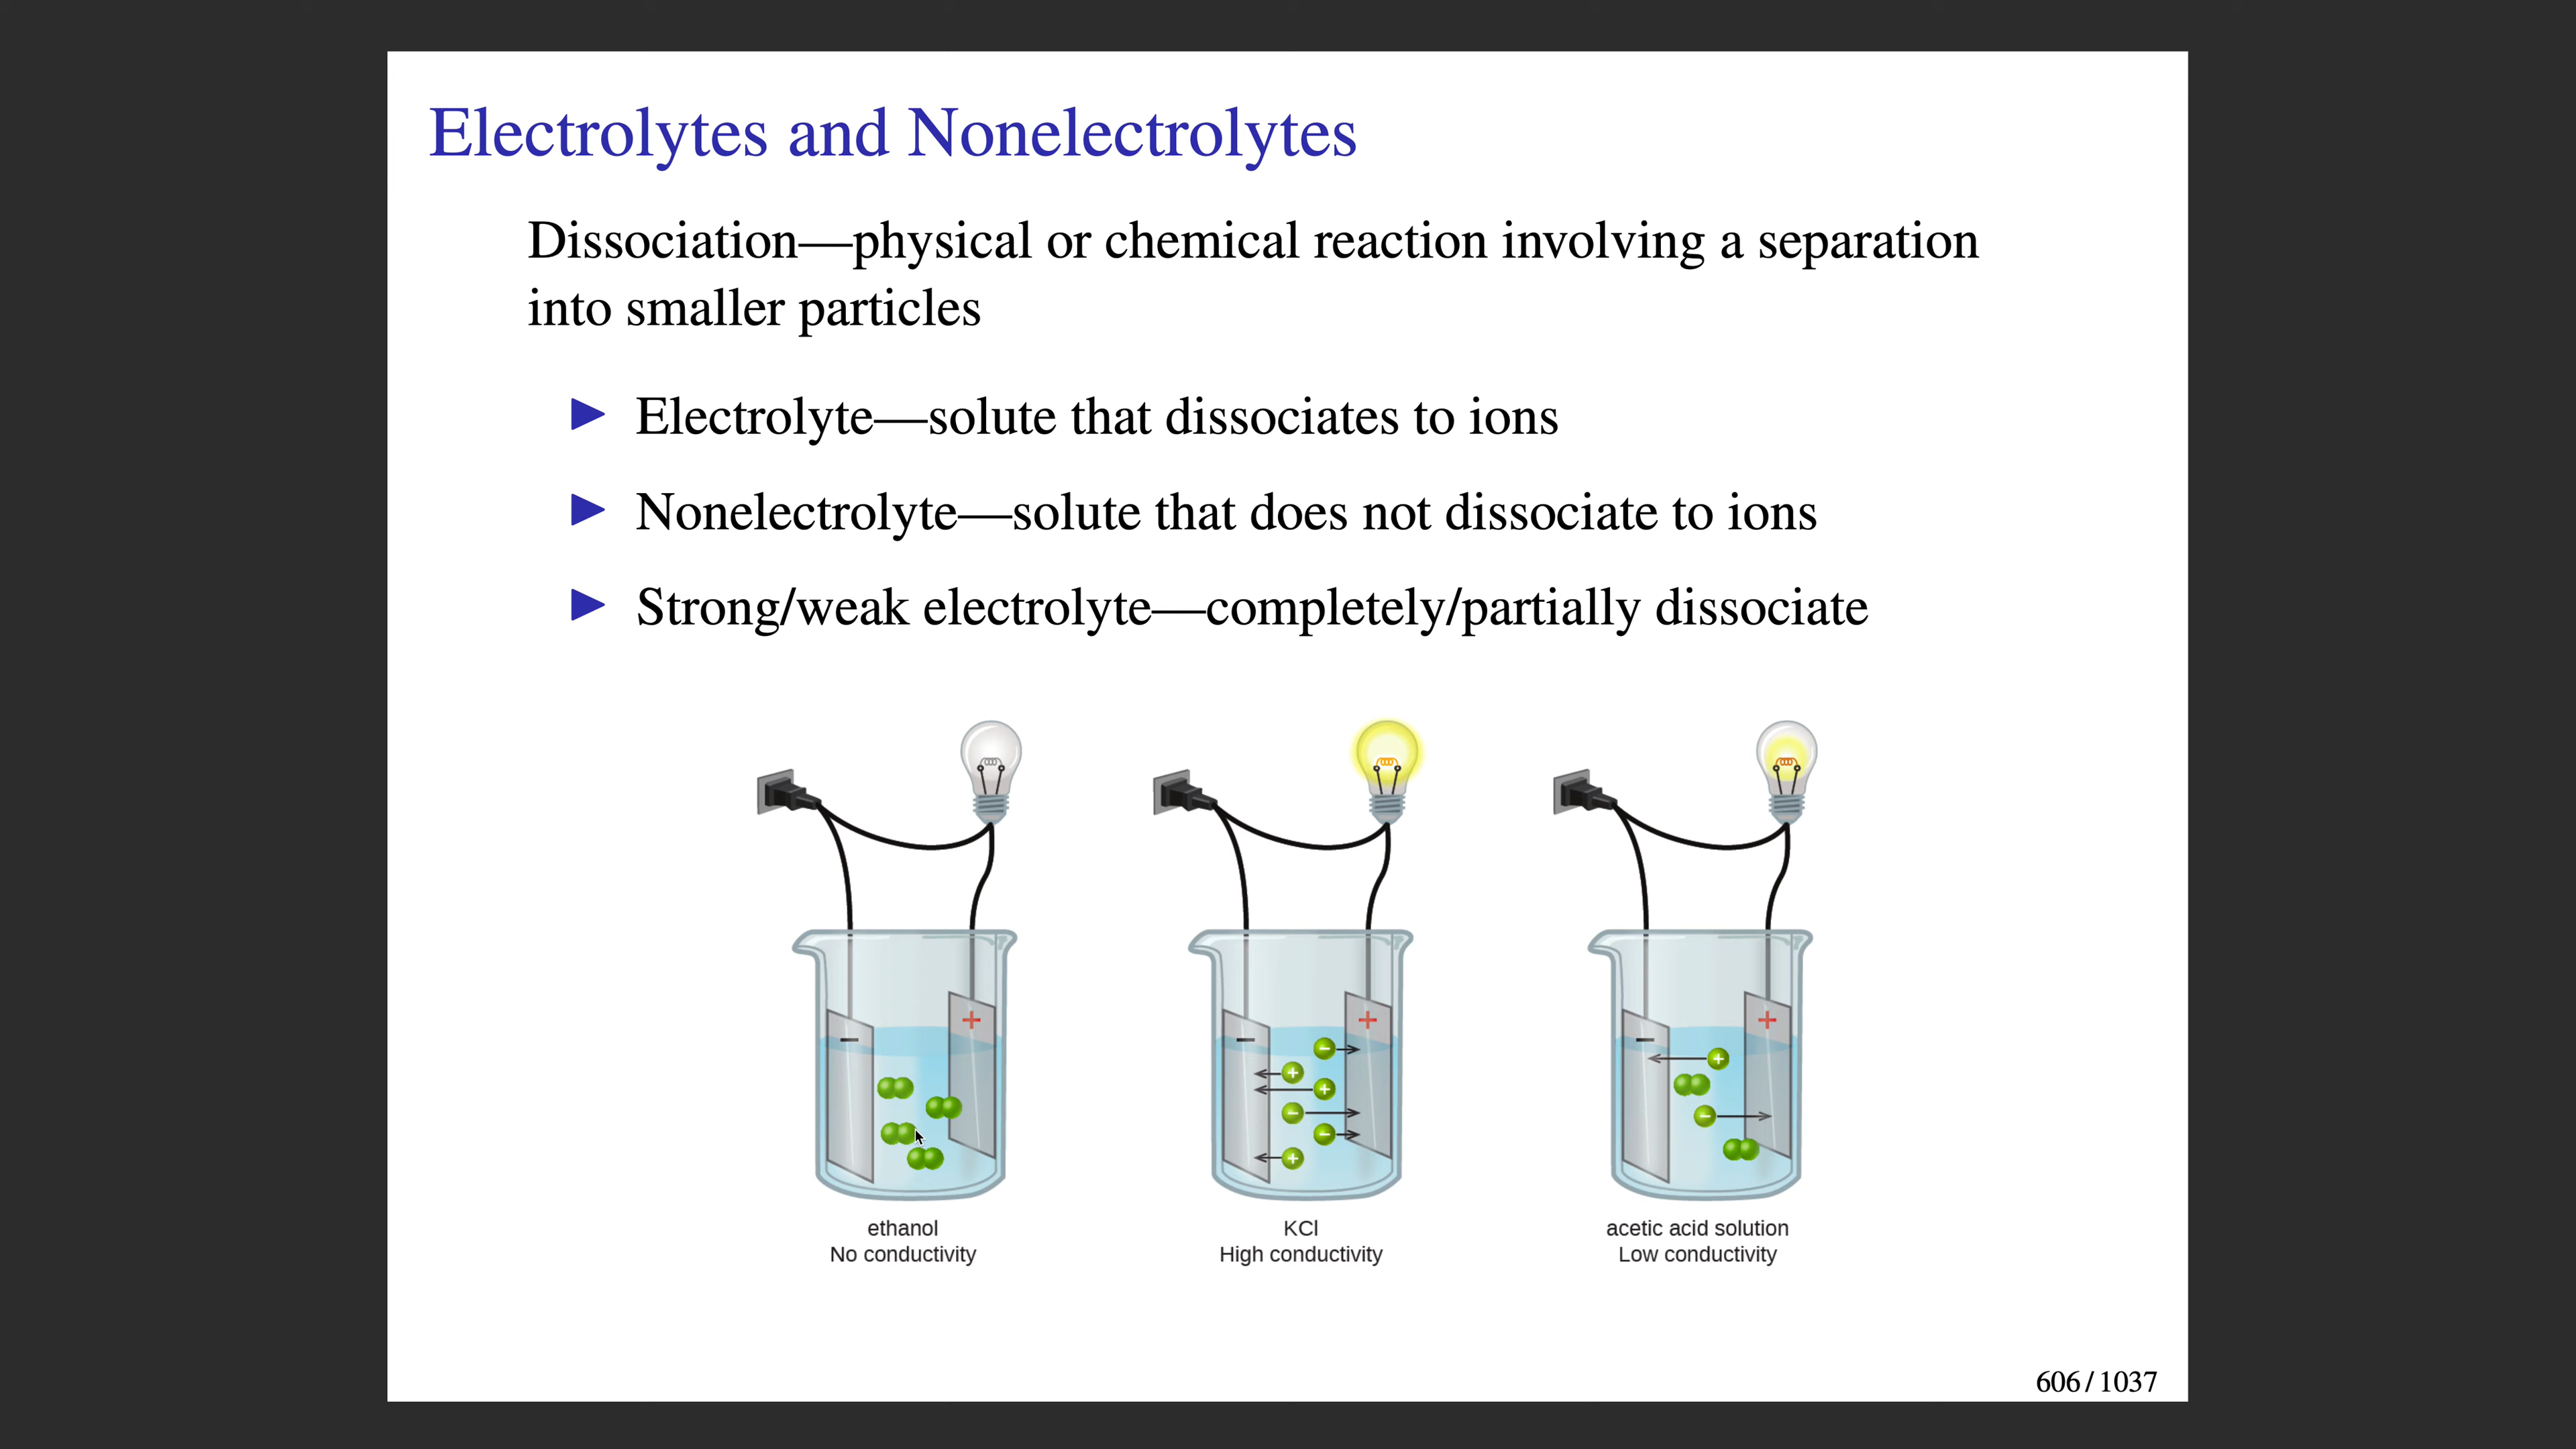 Electrolytes and Nonelectrolytes
Dissociation—physical or chemical reaction involving a separation
into smaller particles
Electrolyte—solute that dissociates to ions
Nonelectrolyte—solute that does not dissociate to ions
Strong/weak electrolyte—completely/partially dissociate
− +
− + − + + − − +
− + + −
ethanol
No conductivity
KCl
High conductivity
acetic acid solution
Low conductivity
606 / 1037